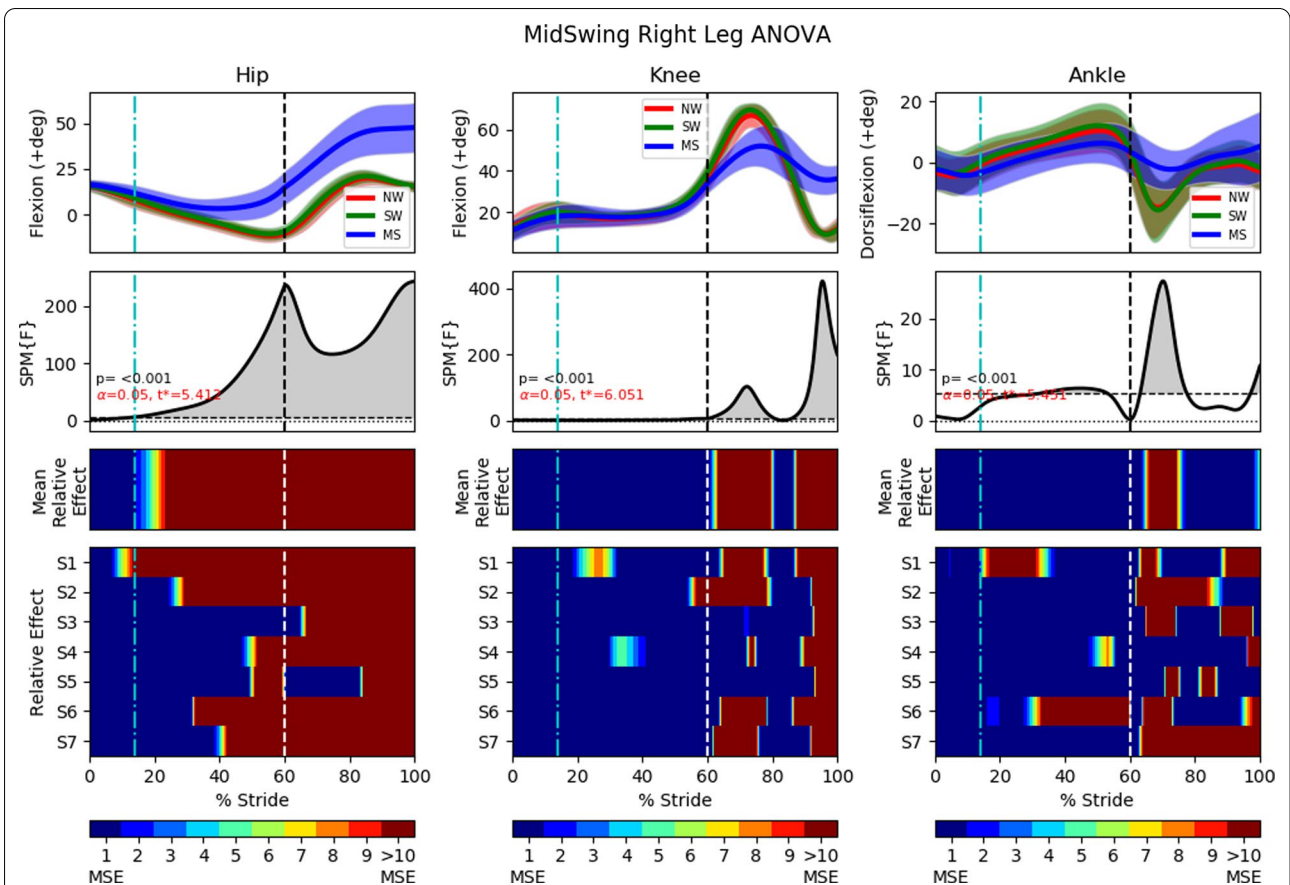 MidSwing Right Leg ANOVA
Hip
Knee
Ankle
Flexion (+deg)
50
25
0
NW
SW
MS
Flexion (+deg)
60
40
20
NW
SW
MS
Dorsiflexion (+deg)
20
0
−20
NW
SW
MS
SPM{F}
200
100
0
p= <0.001
α=0.05, t*=5.412
SPM{F}
400
200
0
p= <0.001
α=0.05, t*=6.051
SPM{F}
20
10
0
p= <0.001
α=0.05, t*=5.451
Mean
Relative
Effect
Mean
Relative
Effect
Mean
Relative
Effect
Relative Effect
S1
S2
S3
S4
S5
S6
S7
0 20 40 60 80 100
% Stride
S1
S2
S3
S4
S5
S6
S7
0 20 40 60 80 100
% Stride
S1
S2
S3
S4
S5
S6
S7
0 20 40 60 80 100
% Stride
1 2 3 4 5 6 7 8 9 >10
MSE MSE
1 2 3 4 5 6 7 8 9 >10
MSE MSE
1 2 3 4 5 6 7 8 9 >10
MSE MSE